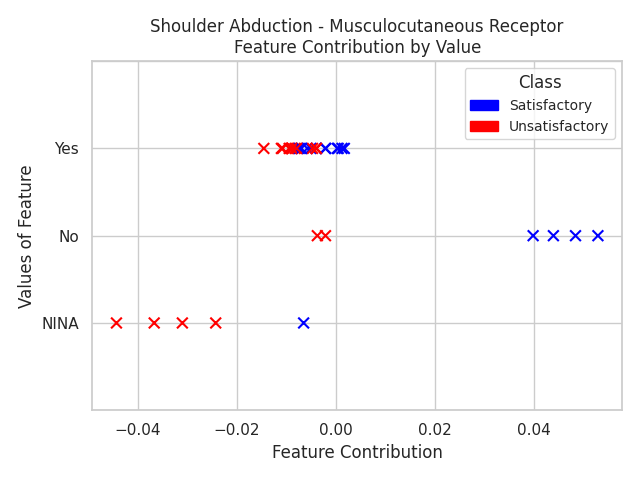 Shoulder Abduction - Musculocutaneous Receptor
Feature Contribution by Value
Class
Satisfactory
Unsatisfactory
Values of Feature
Yes
No
NINA
−0.04 −0.02 0.00 0.02 0.04
Feature Contribution